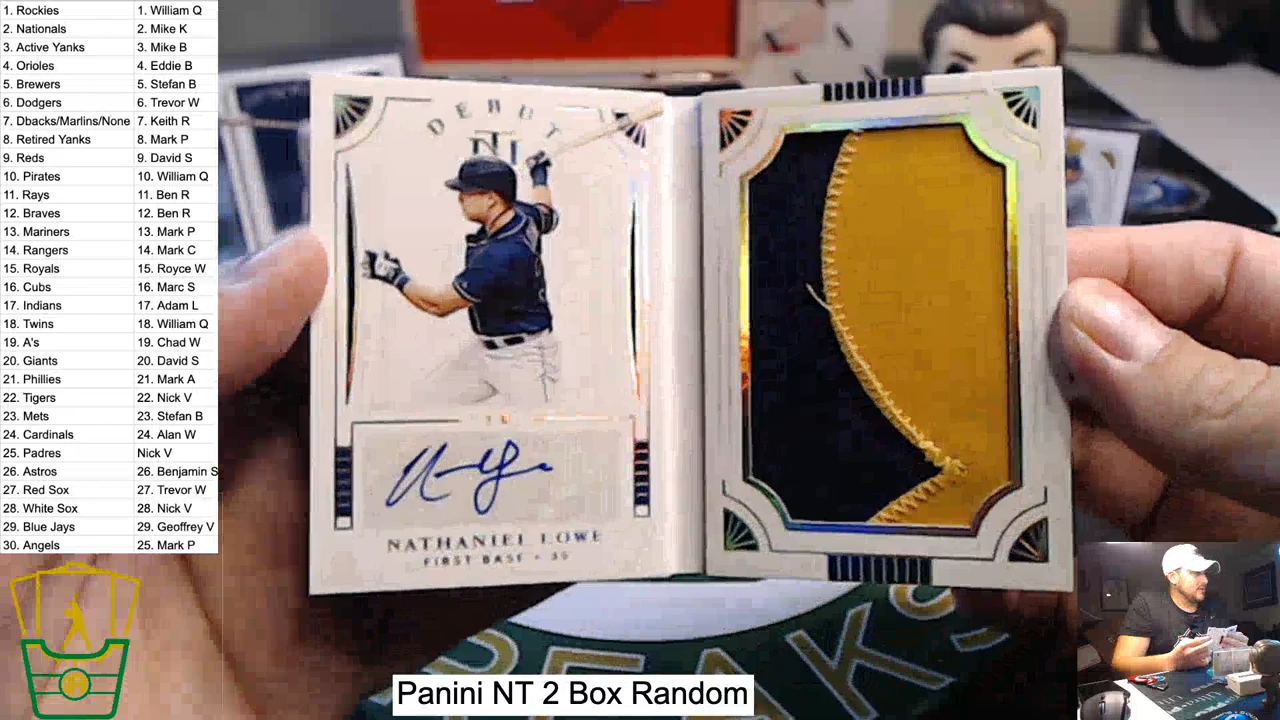 1. Rockies 1. William Q
2. Nationals 2. Mike K
3. Active Yanks 3. Mike B
4. Orioles 4. Eddie B
5. Brewers 5. Stefan B
6. Dodgers 6. Trevor W
7. Dbacks/Marlins/None 7. Keith R
8. Retired Yanks 8. Mark P
9. Reds 9. David S
10. Pirates 10. William Q
11. Rays 11. Ben R
12. Braves 12. Ben R
13. Mariners 13. Mark P
14. Rangers 14. Mark C
15. Royals 15. Royce W
16. Cubs 16. Marc S
17. Indians 17. Adam L
18. Twins 18. William Q
19. A's 19. Chad W
20. Giants 20. David S
21. Phillies 21. Mark A
22. Tigers 22. Nick V
23. Mets 23. Stefan B
24. Cardinals 24. Alan W
25. Padres Nick V
26. Astros 26. Benjamin S
27. Red Sox 27. Trevor W
28. White Sox 28. Nick V
29. Blue Jays 29. Geoffrey V
30. Angels 25. Mark P
DEBUT
NATHANIEL LOWE
FIRST BASE • 35
BREAKS
Panini NT 2 Box Random